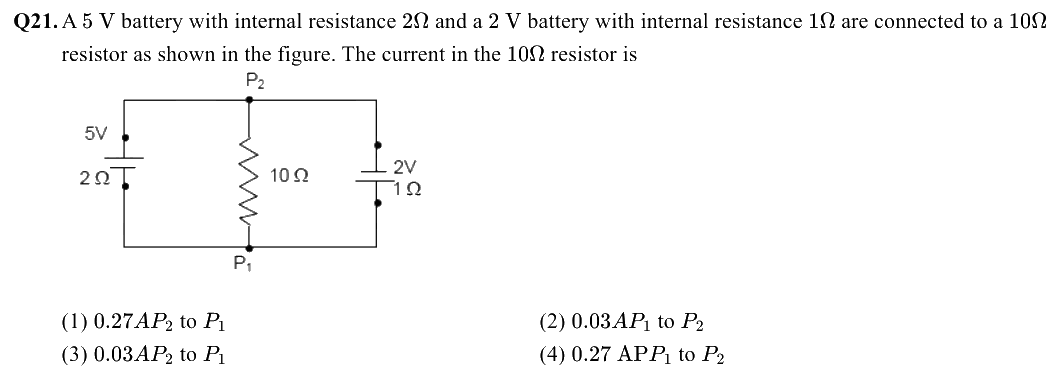 Q21. A 5 V battery with internal resistance 2Ω and a 2 V battery with internal resistance 1Ω are connected to a 10Ω
resistor as shown in the figure. The current in the 10Ω resistor is
P₂
5V
2Ω
10Ω
2V
1Ω
P₁
(1) 0.27AP₂ to P₁
(2) 0.03AP₁ to P₂
(3) 0.03AP₂ to P₁
(4) 0.27 APP₁ to P₂